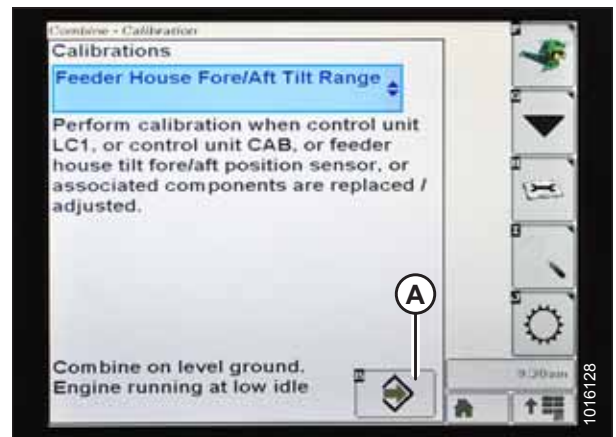 Combine - Calibration
Calibrations
Feeder House Fore/Aft Tilt Range
Perform calibration when control unit
LC1, or control unit CAB, or feeder
house tilt fore/aft position sensor, or
associated components are replaced /
adjusted.
A
Combine on level ground.
Engine running at low idle
9:20am
1016128